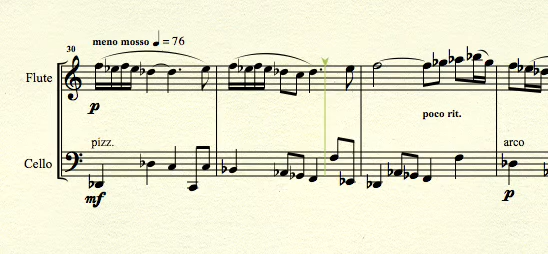 30
meno mosso ♩ = 76
Flute
p
poco rit.
pizz.
arco
Cello
mf
p